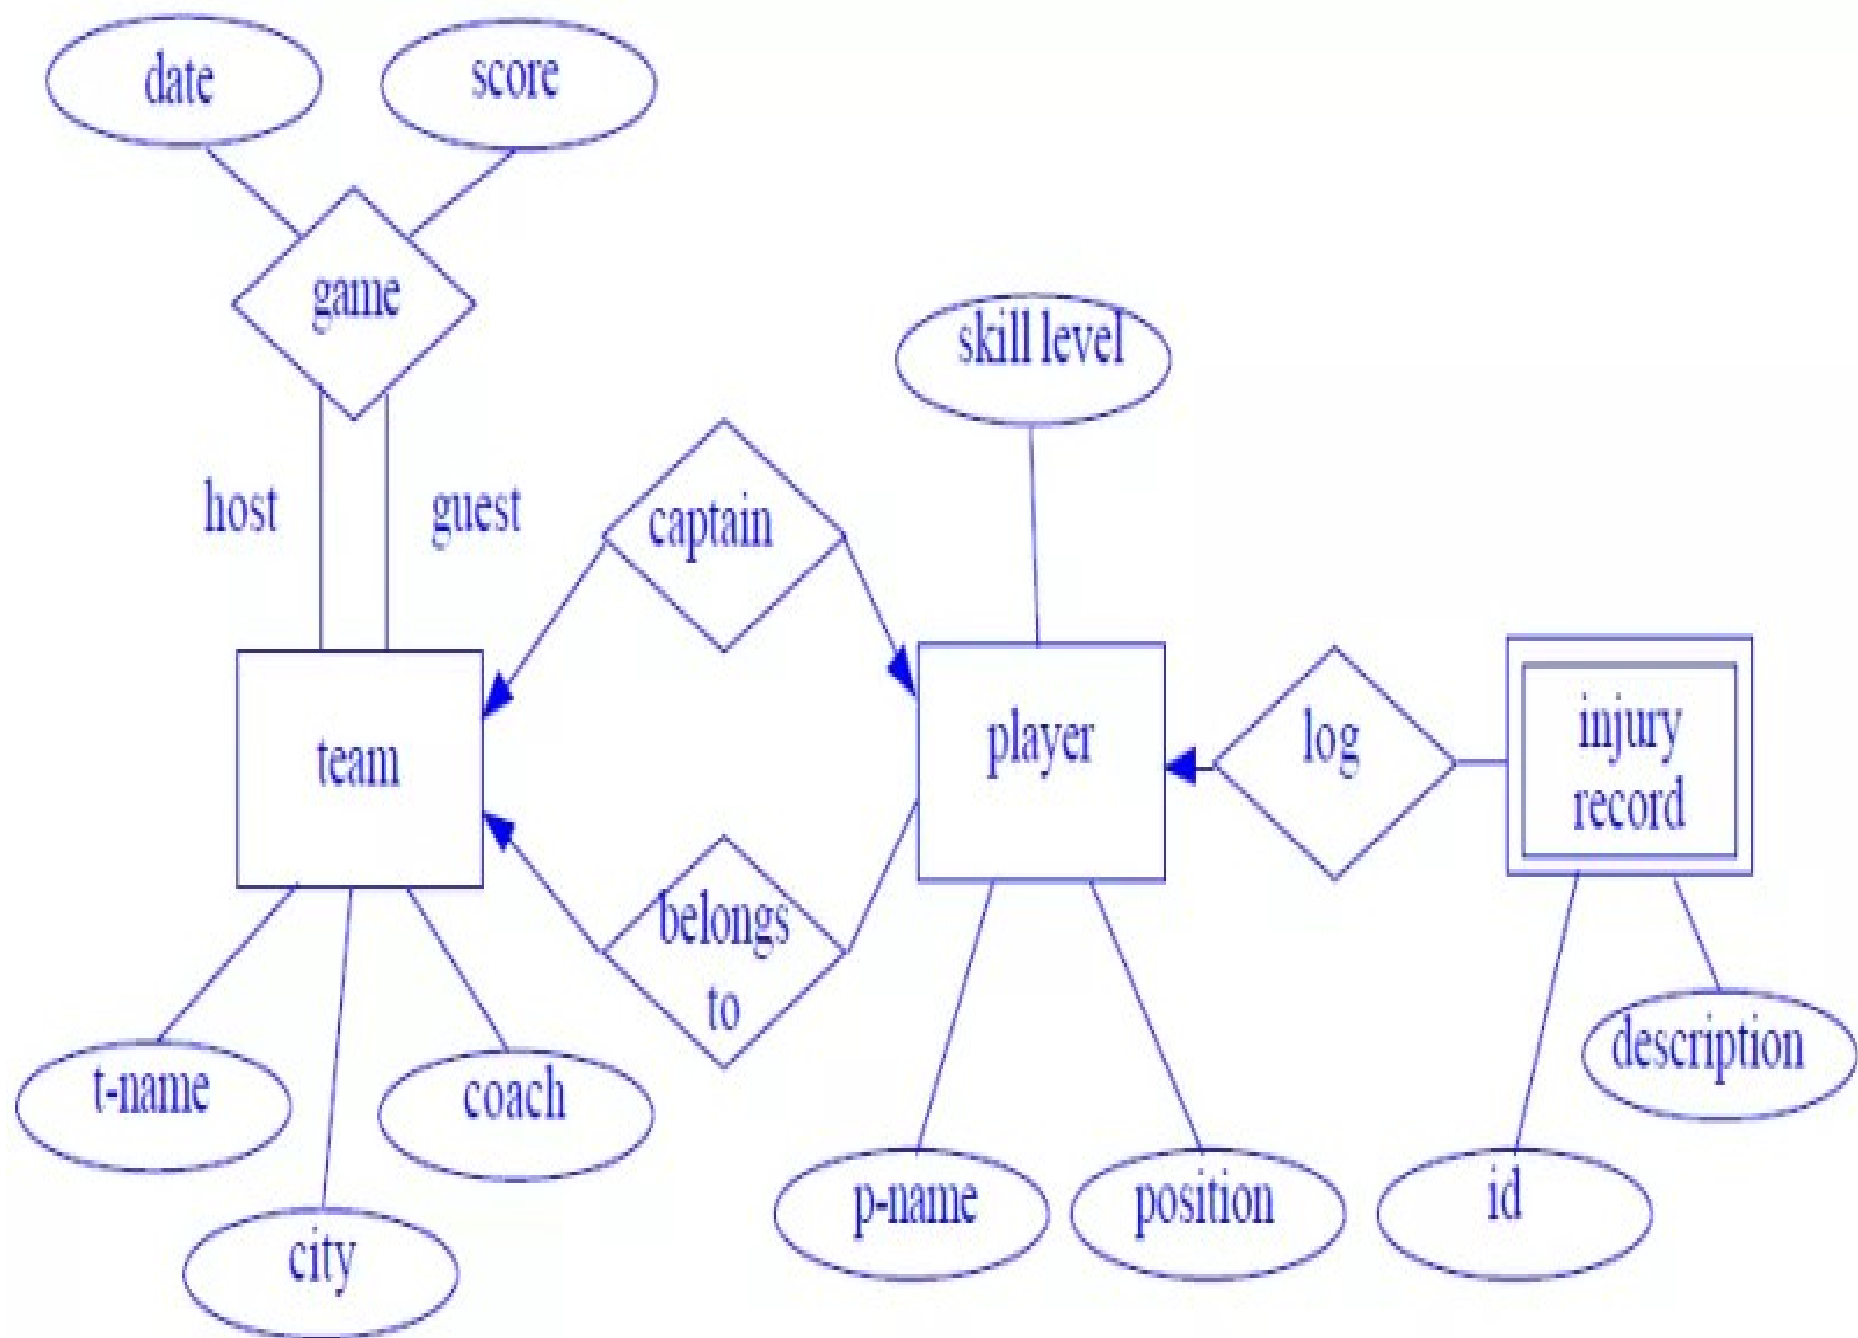 date
score
game
skill level
host
guest
captain
team
player
log
injury
record
belongs
to
t-name
coach
city
p-name
position
id
description